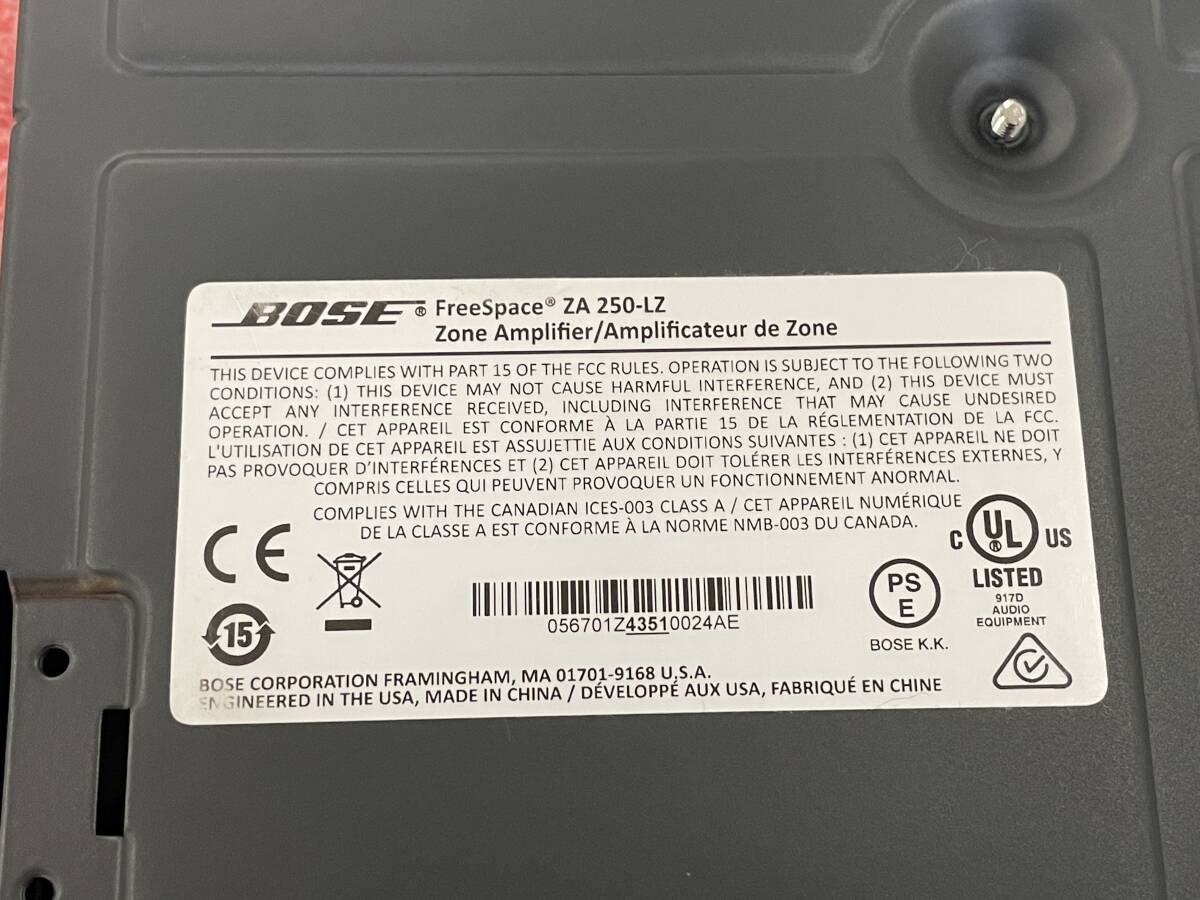 BOSE ® FreeSpace® ZA 250-LZ
Zone Amplifier/Amplificateur de Zone
THIS DEVICE COMPLIES WITH PART 15 OF THE FCC RULES. OPERATION IS SUBJECT TO THE FOLLOWING TWO
CONDITIONS: (1) THIS DEVICE MAY NOT CAUSE HARMFUL INTERFERENCE, AND (2) THIS DEVICE MUST
ACCEPT ANY INTERFERENCE RECEIVED, INCLUDING INTERFERENCE THAT MAY CAUSE UNDESIRED
OPERATION. / CET APPAREIL EST CONFORME À LA PARTIE 15 DE LA RÉGLEMENTATION DE LA FCC.
L'UTILISATION DE CET APPAREIL EST ASSUJETTIE AUX CONDITIONS SUIVANTES : (1) CET APPAREIL NE DOIT
PAS PROVOQUER D'INTERFÉRENCES ET (2) CET APPAREIL DOIT TOLÉRER LES INTERFÉRENCES EXTERNES, Y
COMPRIS CELLES QUI PEUVENT PROVOQUER UN FONCTIONNEMENT ANORMAL.
COMPLIES WITH THE CANADIAN ICES-003 CLASS A / CET APPAREIL NUMÉRIQUE
DE LA CLASSE A EST CONFORME À LA NORME NMB-003 DU CANADA.
CE
C UL ® US
LISTED
917D
AUDIO
EQUIPMENT
PS
E
BOSE K.K.
056701Z43510024AE
15
BOSE CORPORATION FRAMINGHAM, MA 01701-9168 U.S.A.
ENGINEERED IN THE USA, MADE IN CHINA / DÉVELOPPÉ AUX USA, FABRIQUÉ EN CHINE